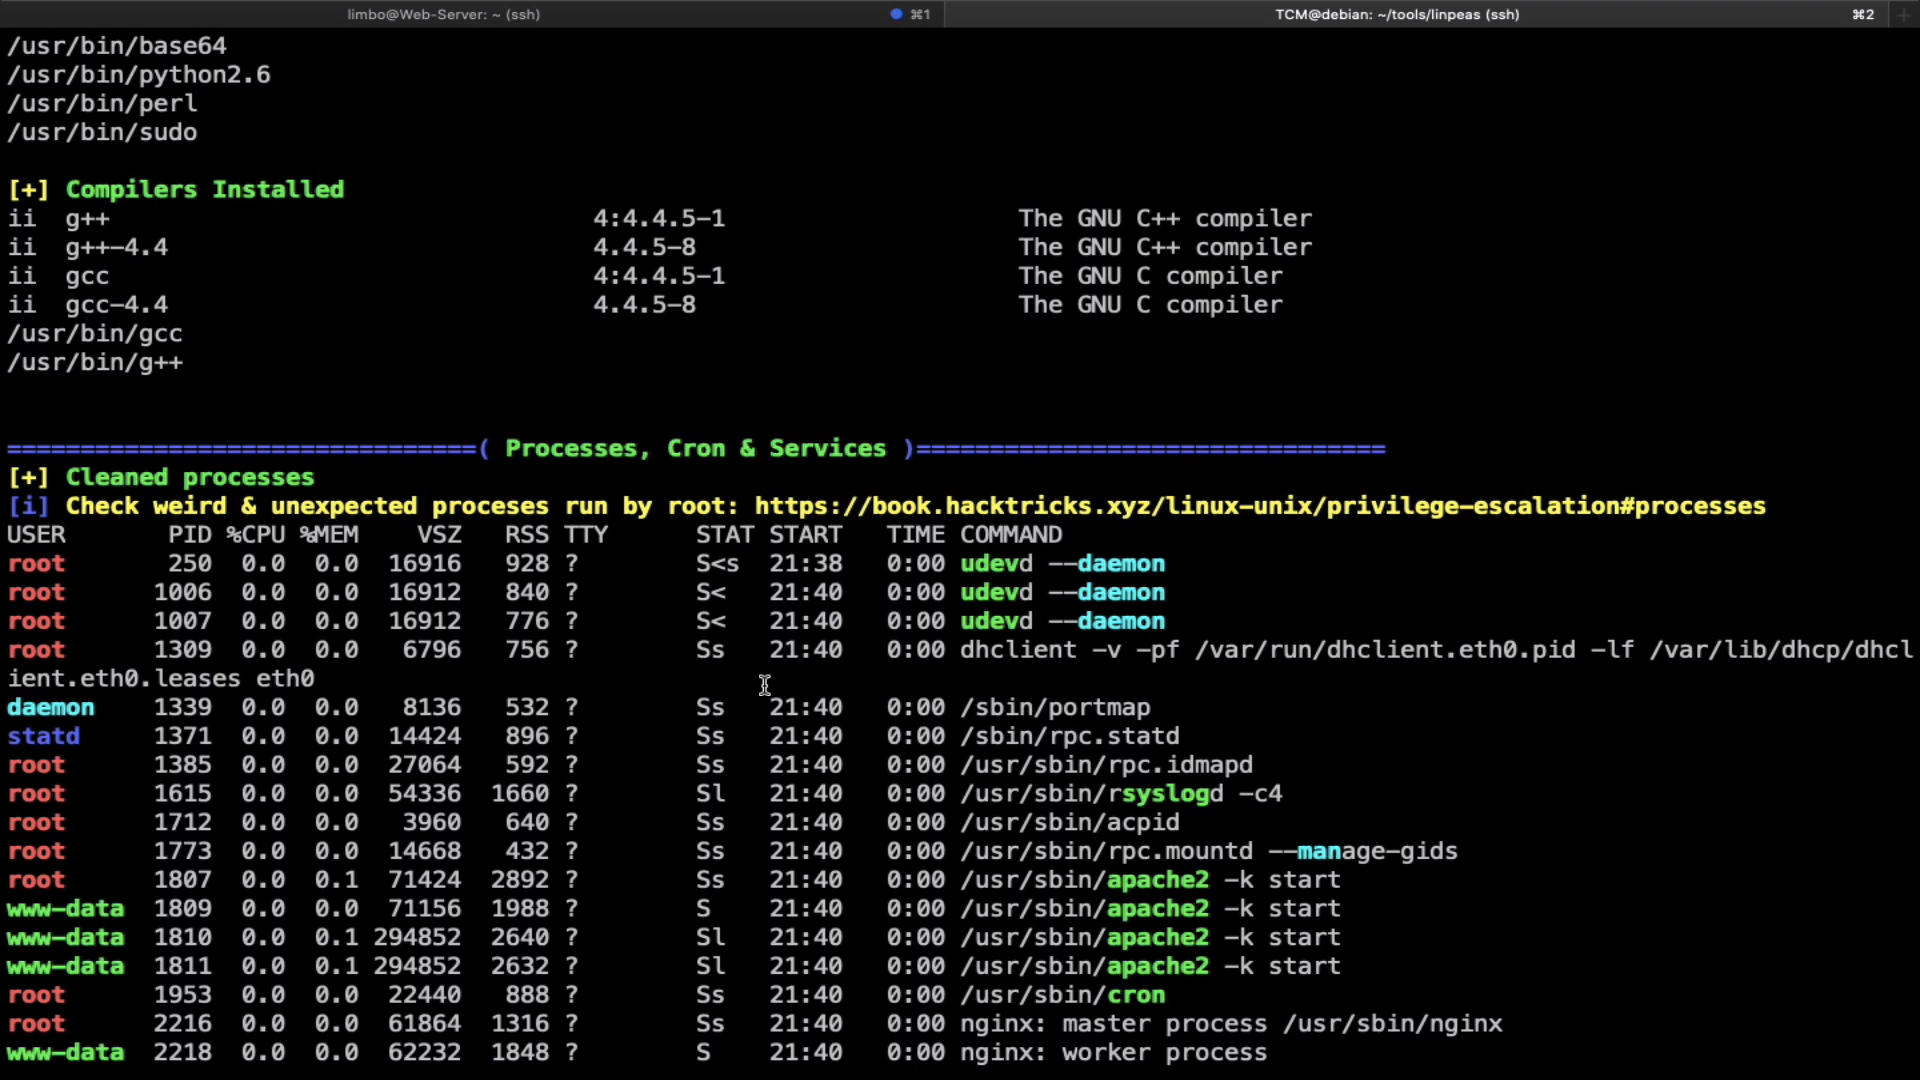 limbo@Web-Server: ~ (ssh) ⌘1 TCM@debian: ~/tools/linpeas (ssh) ⌘2 +
/usr/bin/base64
/usr/bin/python2.6
/usr/bin/perl
/usr/bin/sudo
[+] Compilers Installed
ii  g++  4:4.4.5-1  The GNU C++ compiler
ii  g++-4.4  4.4.5-8  The GNU C++ compiler
ii  gcc  4:4.4.5-1  The GNU C compiler
ii  gcc-4.4  4.4.5-8  The GNU C compiler
/usr/bin/gcc
/usr/bin/g++
================================( Processes, Cron & Services )================================
[+] Cleaned processes
[i] Check weird & unexpected proceses run by root: https://book.hacktricks.xyz/linux-unix/privilege-escalation#processes
USER       PID %CPU %MEM    VSZ   RSS TTY      STAT START   TIME COMMAND
root       250  0.0  0.0  16916   928 ?        S<s  21:38   0:00 udevd --daemon
root      1006  0.0  0.0  16912   840 ?        S<   21:40   0:00 udevd --daemon
root      1007  0.0  0.0  16912   776 ?        S<   21:40   0:00 udevd --daemon
root      1309  0.0  0.0   6796   756 ?        Ss   21:40   0:00 dhclient -v -pf /var/run/dhclient.eth0.pid -lf /var/lib/dhcp/dhcl
ient.eth0.leases eth0
daemon    1339  0.0  0.0   8136   532 ?        Ss   21:40   0:00 /sbin/portmap
statd     1371  0.0  0.0  14424   896 ?        Ss   21:40   0:00 /sbin/rpc.statd
root      1385  0.0  0.0  27064   592 ?        Ss   21:40   0:00 /usr/sbin/rpc.idmapd
root      1615  0.0  0.0  54336  1660 ?        Sl   21:40   0:00 /usr/sbin/rsyslogd -c4
root      1712  0.0  0.0   3960   640 ?        Ss   21:40   0:00 /usr/sbin/acpid
root      1773  0.0  0.0  14668   432 ?        Ss   21:40   0:00 /usr/sbin/rpc.mountd --manage-gids
root      1807  0.0  0.1  71424  2892 ?        Ss   21:40   0:00 /usr/sbin/apache2 -k start
www-data  1809  0.0  0.0  71156  1988 ?        S    21:40   0:00 /usr/sbin/apache2 -k start
www-data  1810  0.0  0.1 294852  2640 ?        Sl   21:40   0:00 /usr/sbin/apache2 -k start
www-data  1811  0.0  0.1 294852  2632 ?        Sl   21:40   0:00 /usr/sbin/apache2 -k start
root      1953  0.0  0.0  22440   888 ?        Ss   21:40   0:00 /usr/sbin/cron
root      2216  0.0  0.0  61864  1316 ?        Ss   21:40   0:00 nginx: master process /usr/sbin/nginx
www-data  2218  0.0  0.0  62232  1848 ?        S    21:40   0:00 nginx: worker process